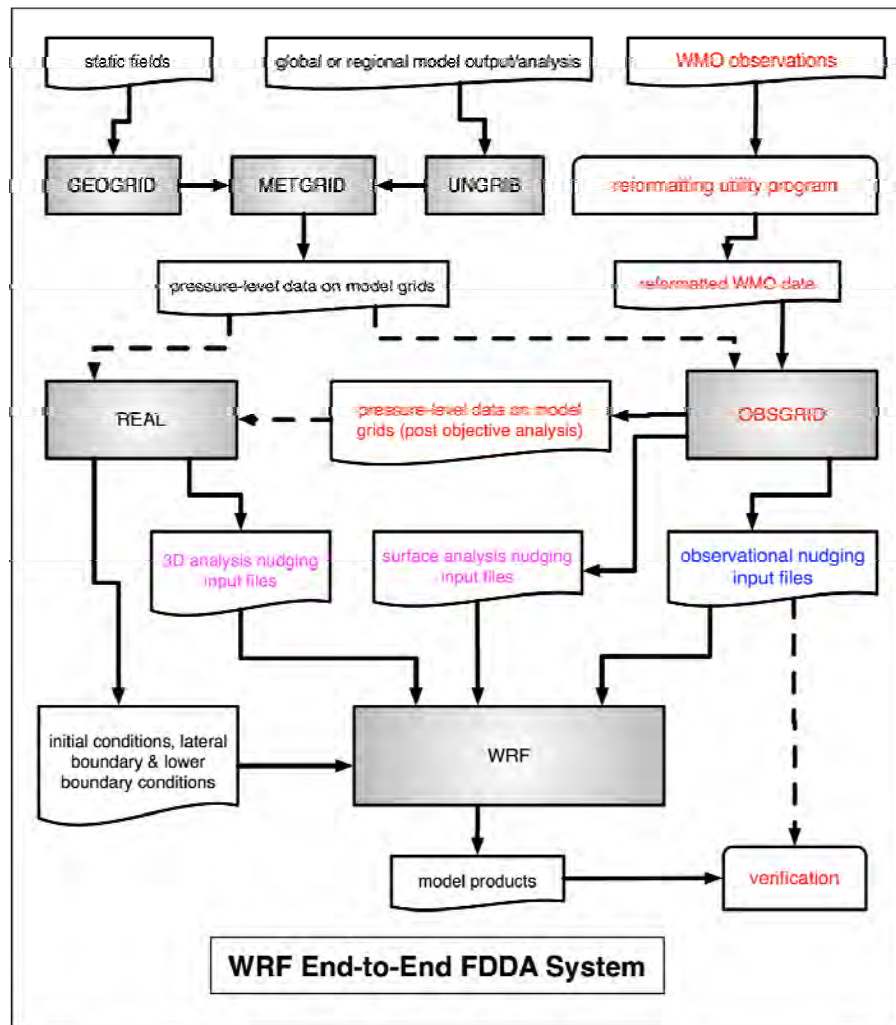 static fields
global or regional model output/analysis
WMO observations
GEOGRID
METGRID
UNGRIB
reformatting utility program
pressure-level data on model grids
reformatted WMO data
REAL
pressure-level data on model
grids (post objective analysis)
OBSGRID
3D analysis nudging
input files
surface analysis nudging
input files
observational nudging
input files
initial conditions, lateral
boundary & lower
boundary conditions
WRF
model products
verification
WRF End-to-End FDDA System